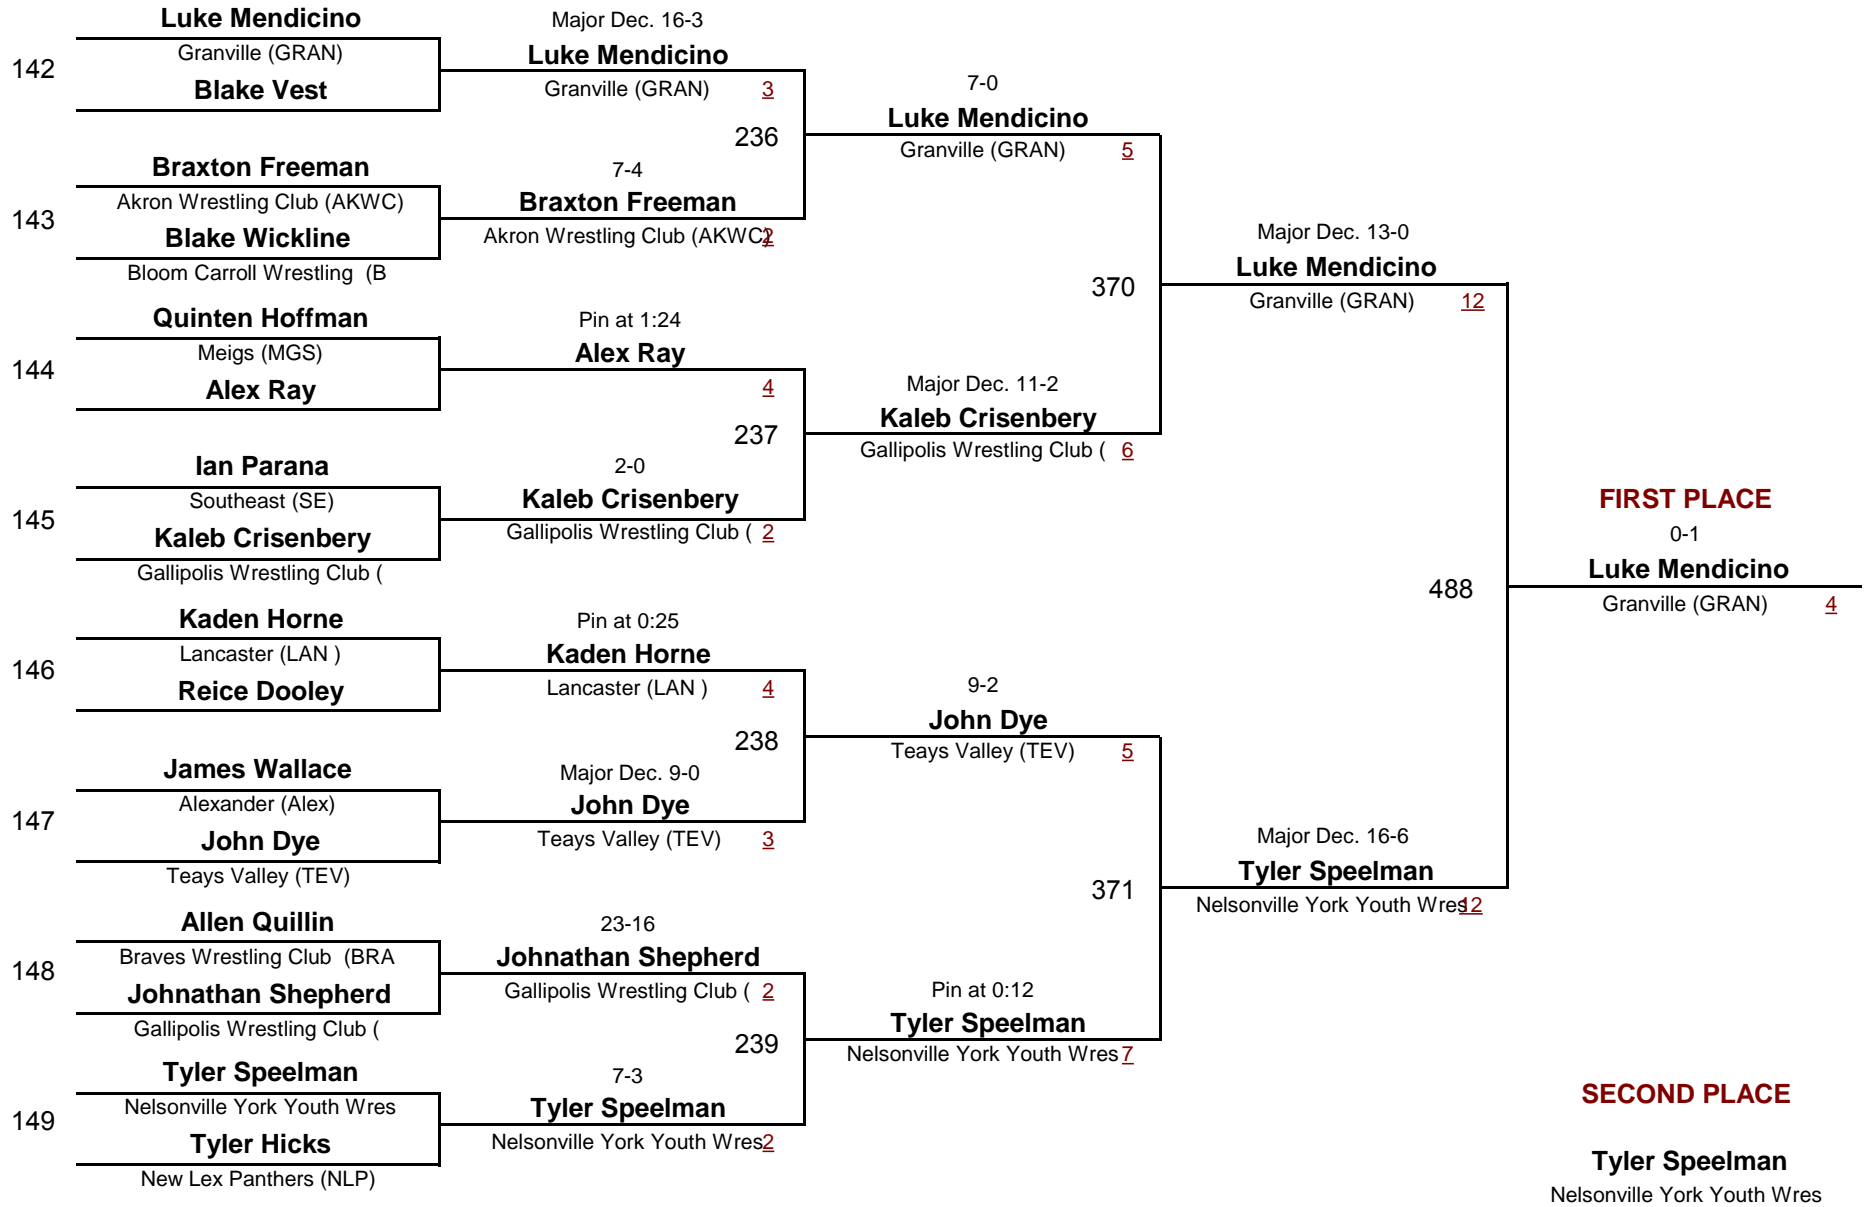 Luke Mendicino
Granville (GRAN)
142
Blake Vest
Braxton Freeman
Akron Wrestling Club (AKWC)
143
Blake Wickline
Bloom Carroll Wrestling  (B
Quinten Hoffman
Meigs (MGS)
144
Alex Ray
Ian Parana
Southeast (SE)
145
Kaleb Crisenbery
Gallipolis Wrestling Club (
Kaden Horne
Lancaster (LAN )
146
Reice Dooley
James Wallace
Alexander (Alex)
147
John Dye
Teays Valley (TEV)
Allen Quillin
Braves Wrestling Club  (BRA
148
Johnathan Shepherd
Gallipolis Wrestling Club (
Tyler Speelman
Nelsonville York Youth Wres
149
Tyler Hicks
New Lex Panthers (NLP)
Major Dec. 16-3
Luke Mendicino
Granville (GRAN) 3
236
7-4
Braxton Freeman
Akron Wrestling Club (AKWC) 2
Pin at 1:24
Alex Ray
4
237
2-0
Kaleb Crisenbery
Gallipolis Wrestling Club ( 2
Pin at 0:25
Kaden Horne
Lancaster (LAN ) 4
238
Major Dec. 9-0
John Dye
Teays Valley (TEV) 3
23-16
Johnathan Shepherd
Gallipolis Wrestling Club ( 2
239
7-3
Tyler Speelman
Nelsonville York Youth Wres 2
7-0
Luke Mendicino
Granville (GRAN) 5
370
Major Dec. 11-2
Kaleb Crisenbery
Gallipolis Wrestling Club ( 6
9-2
John Dye
Teays Valley (TEV) 5
371
Pin at 0:12
Tyler Speelman
Nelsonville York Youth Wres 7
Major Dec. 13-0
Luke Mendicino
Granville (GRAN) 12
488
Major Dec. 16-6
Tyler Speelman
Nelsonville York Youth Wres 12
FIRST PLACE
0-1
Luke Mendicino
Granville (GRAN) 4
SECOND PLACE
Tyler Speelman
Nelsonville York Youth Wres